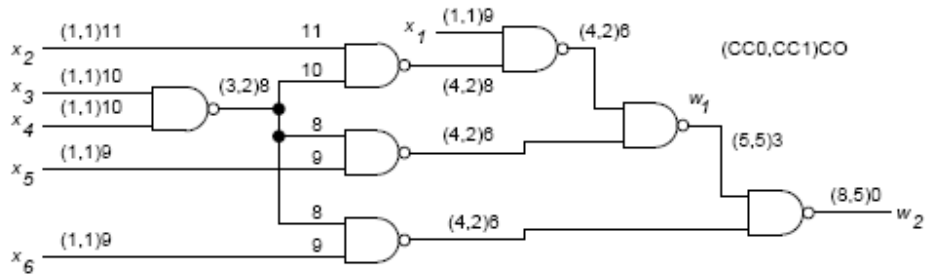 (1,1)11
x2
11
(1,1)9
x1
(4,2)6
(CC0,CC1)CO
(1,1)10
x3
(3,2)8
10
(4,2)8
(1,1)10
x4
w1
8
(4,2)6
(5,5)3
(1,1)9
x5
9
8
(4,2)6
(8,5)0
w2
(1,1)9
x6
9